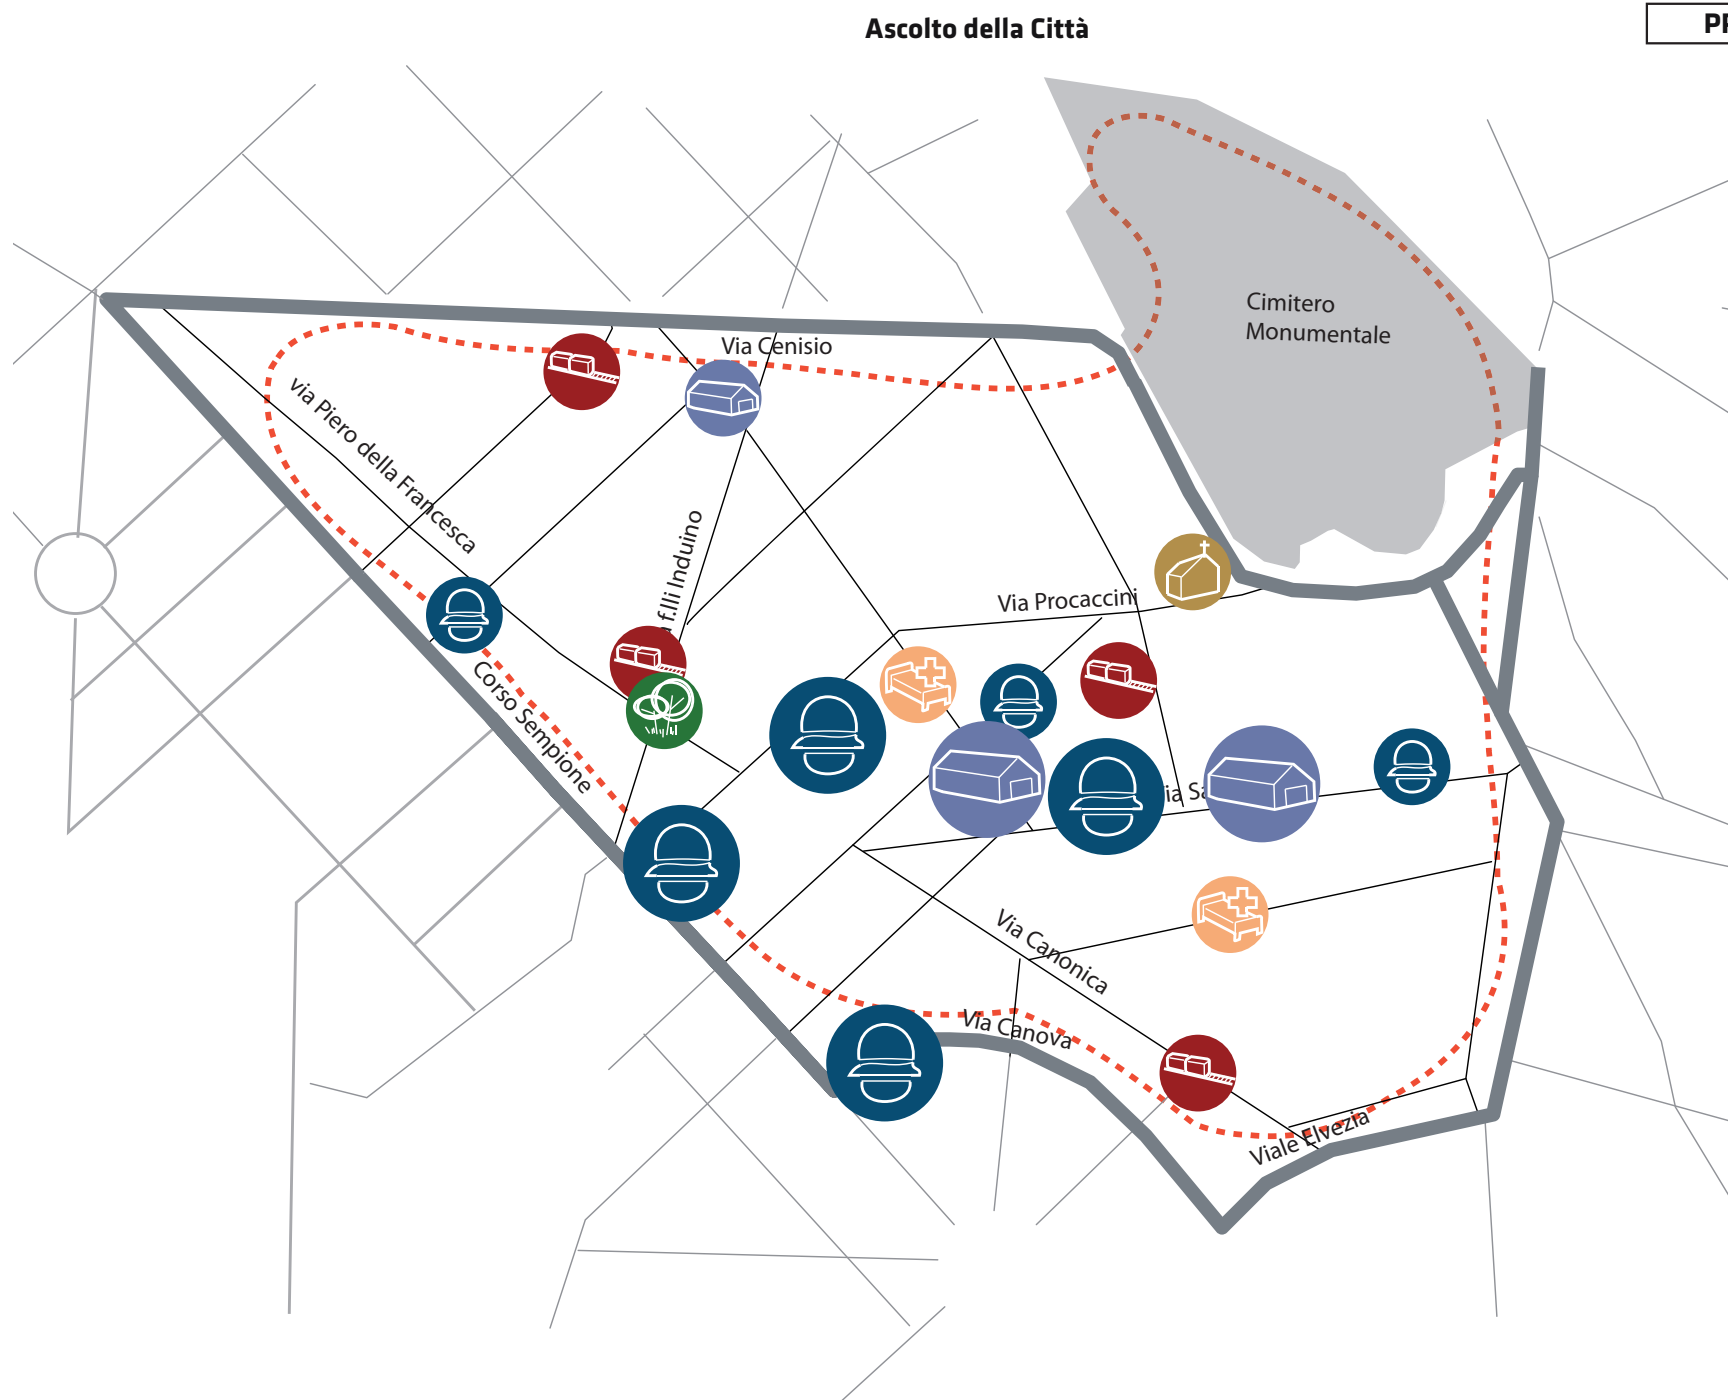 Ascolto della Città
Cimitero
Monumentale
Via Cenisio
via Piero della Francesca
f.lli Induino
Via Procaccini
Corso Sempione
Via Canonica
Via Canova
Viale Elvezia